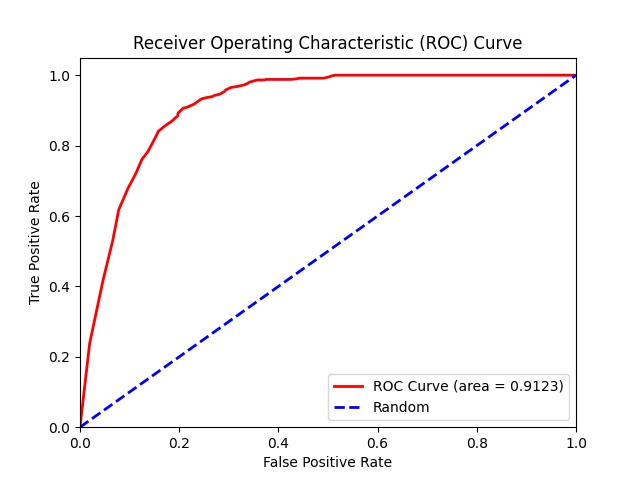 Receiver Operating Characteristic (ROC) Curve
True Positive Rate
1.0
0.8
0.6
0.4
0.2
0.0
0.0 0.2 0.4 0.6 0.8 1.0
False Positive Rate
ROC Curve (area = 0.9123)
Random